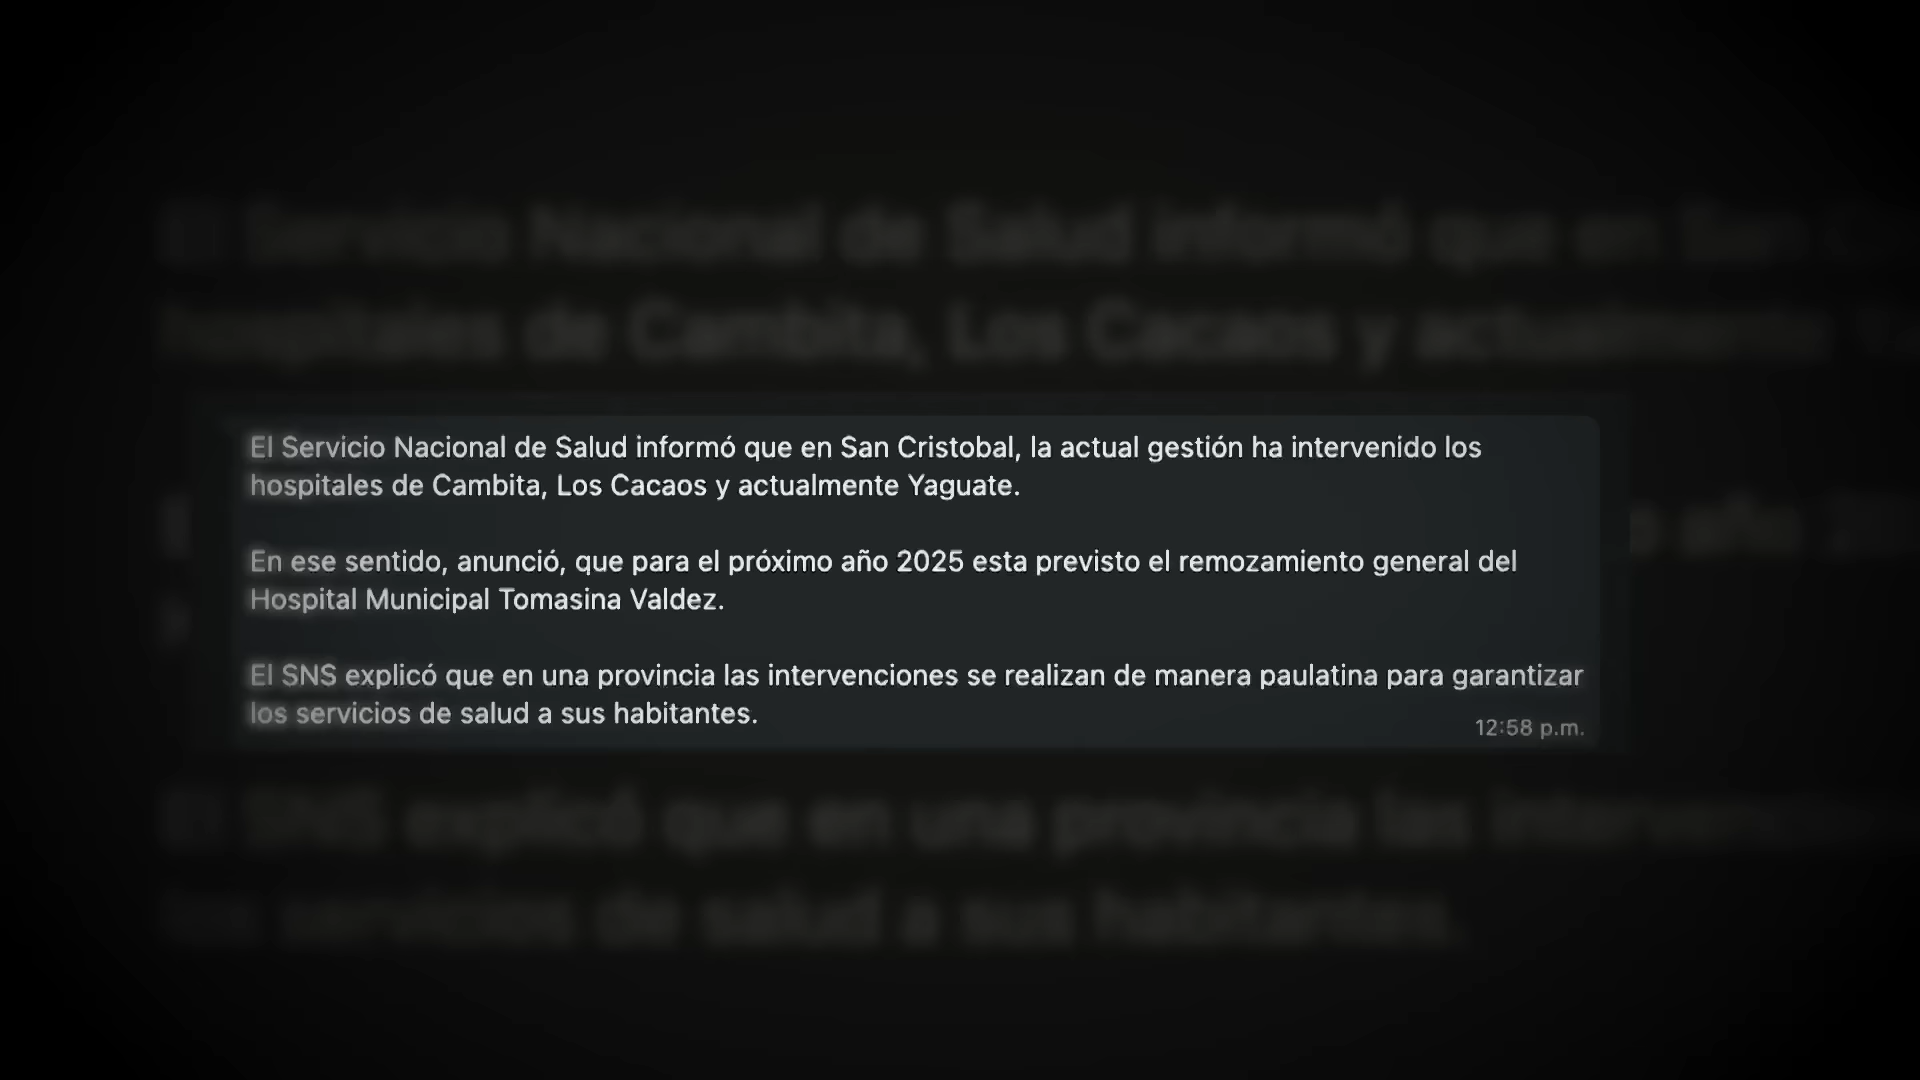 El Servicio Nacional de Salud informó que en San Cristobal, la actual gestión ha intervenido los
hospitales de Cambita, Los Cacaos y actualmente Yaguate.
En ese sentido, anunció, que para el próximo año 2025 esta previsto el remozamiento general del
Hospital Municipal Tomasina Valdez.
El SNS explicó que en una provincia las intervenciones se realizan de manera paulatina para garantizar
los servicios de salud a sus habitantes.
12:58 p.m.